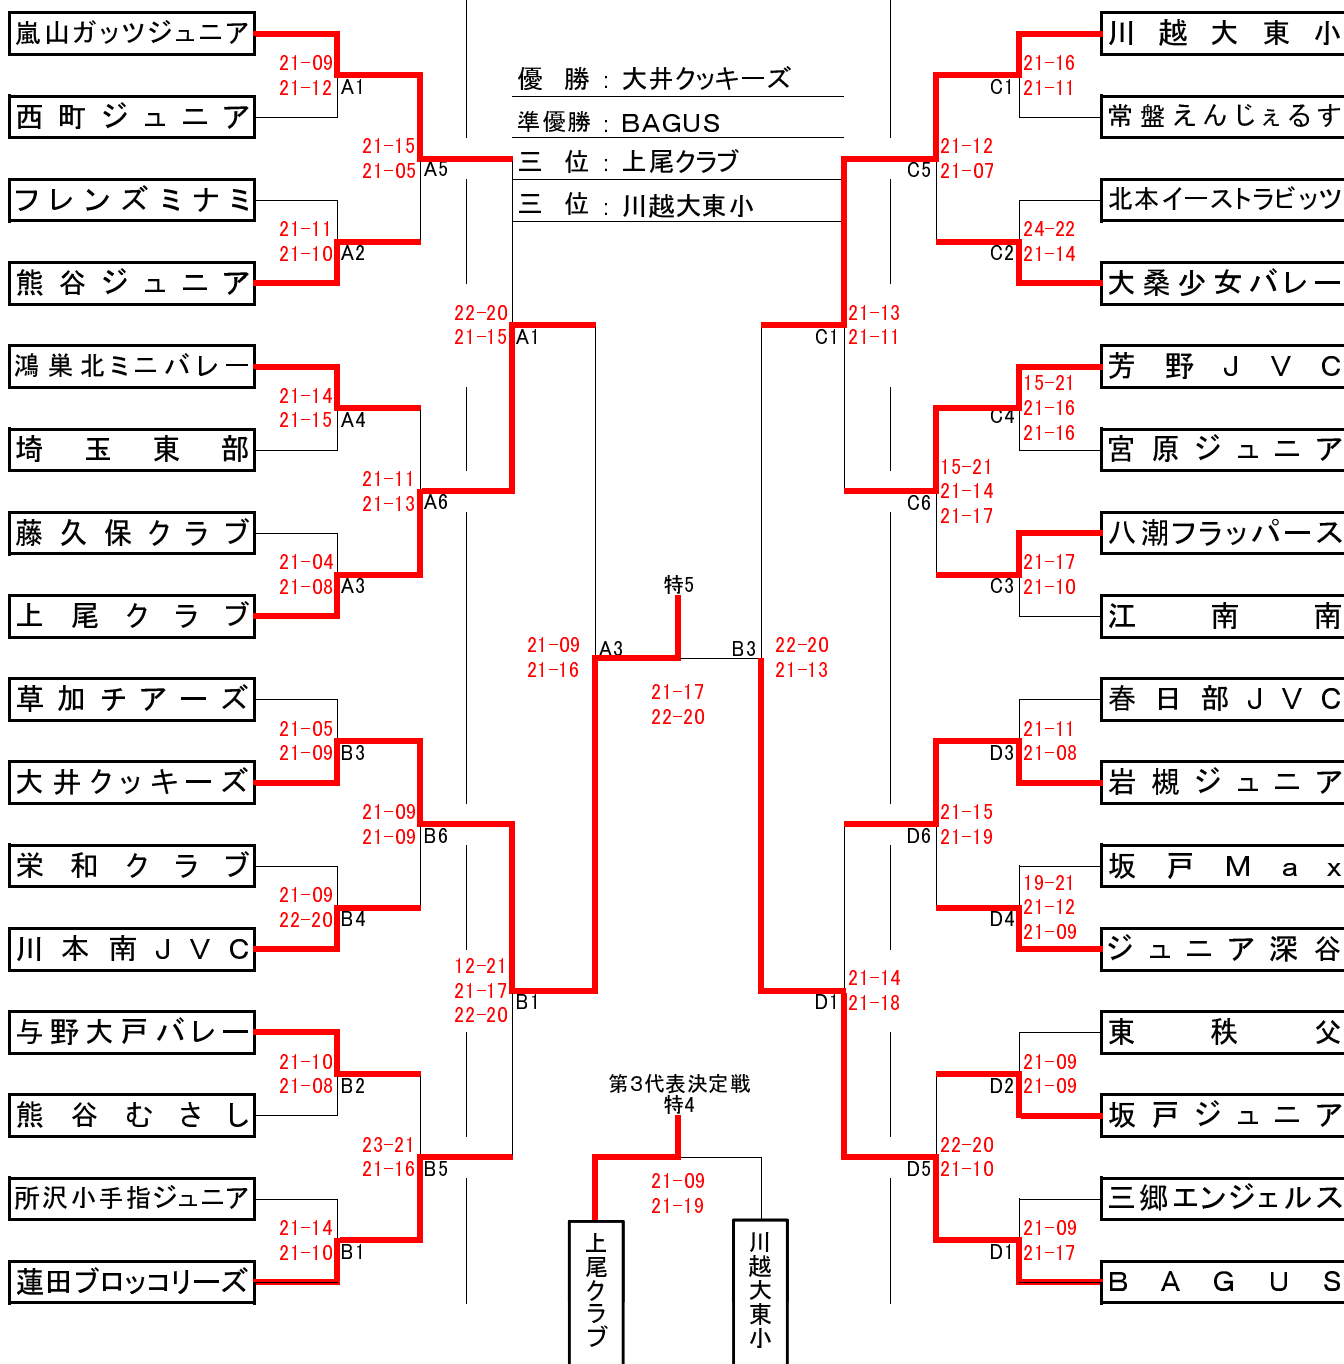 嵐山ガッツジュニア
21-09
21-12
A1
西町ジュニア
21-15
21-05
A5
フレンズミナミ
21-11
21-10
A2
熊谷ジュニア
22-20
21-15
A1
鴻巣北ミニバレー
21-14
21-15
A4
埼玉東部
21-11
21-13
A6
藤久保クラブ
21-04
21-08
A3
上尾クラブ
21-09
21-16
A3
草加チアーズ
21-05
21-09
B3
大井クッキーズ
21-09
21-09
B6
栄和クラブ
21-09
22-20
B4
川本南JVC
12-21
21-17
22-20
B1
与野大戸バレー
21-10
21-08
B2
熊谷むさし
23-21
21-16
B5
所沢小手指ジュニア
21-14
21-10
B1
蓮田ブロッコリーズ
優勝：大井クッキーズ
準優勝：BAGUS
三位：上尾クラブ
三位：川越大東小
特5
21-17
22-20
第3代表決定戦
特4
21-09
21-19
上尾クラブ
川越大東小
川越大東小
C1
21-16
21-11
常盤えんじぇるす
C5
21-12
21-07
北本イーストラビッツ
C2
24-22
21-14
大桑少女バレー
C1
21-13
21-11
芳野JVC
C4
15-21
21-16
21-16
宮原ジュニア
C6
15-21
21-14
21-17
八潮フラッパース
C3
21-17
21-10
江南南
B3
22-20
21-13
春日部JVC
D3
21-11
21-08
岩槻ジュニア
D6
21-15
21-19
坂戸Max
D4
19-21
21-12
21-09
ジュニア深谷
D1
21-14
21-18
東秩父
D2
21-09
21-09
坂戸ジュニア
D5
22-20
21-10
三郷エンジェルス
D1
21-09
21-17
BAGUS